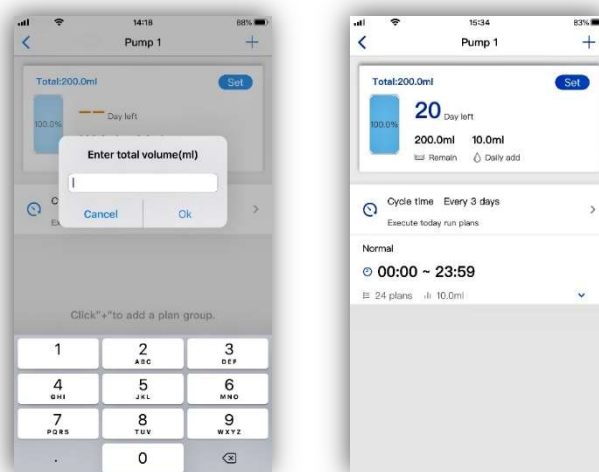 14:18
88%
Pump 1
+
Total:200.0ml
Set
100.0%
Day left
Enter total volume(ml)
Cancel Ok
Click"+"to add a plan group.
1 2 3
ABC DEF
4 5 6
GHI JKL MNO
7 8 9
PQRS TUV WXYZ
. 0
15:34
83%
Pump 1
+
Total:200.0ml
Set
100.0%
20 Day left
200.0ml 10.0ml
Remain Daily add
Cycle time Every 3 days
Execute today run plans
Normal
00:00 ~ 23:59
24 plans 10.0ml